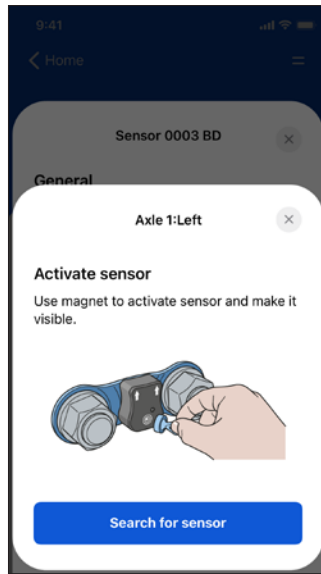 9:41
Home
Sensor 0003 BD
General
Axle 1:Left
Activate sensor
Use magnet to activate sensor and make it
visible.
Search for sensor